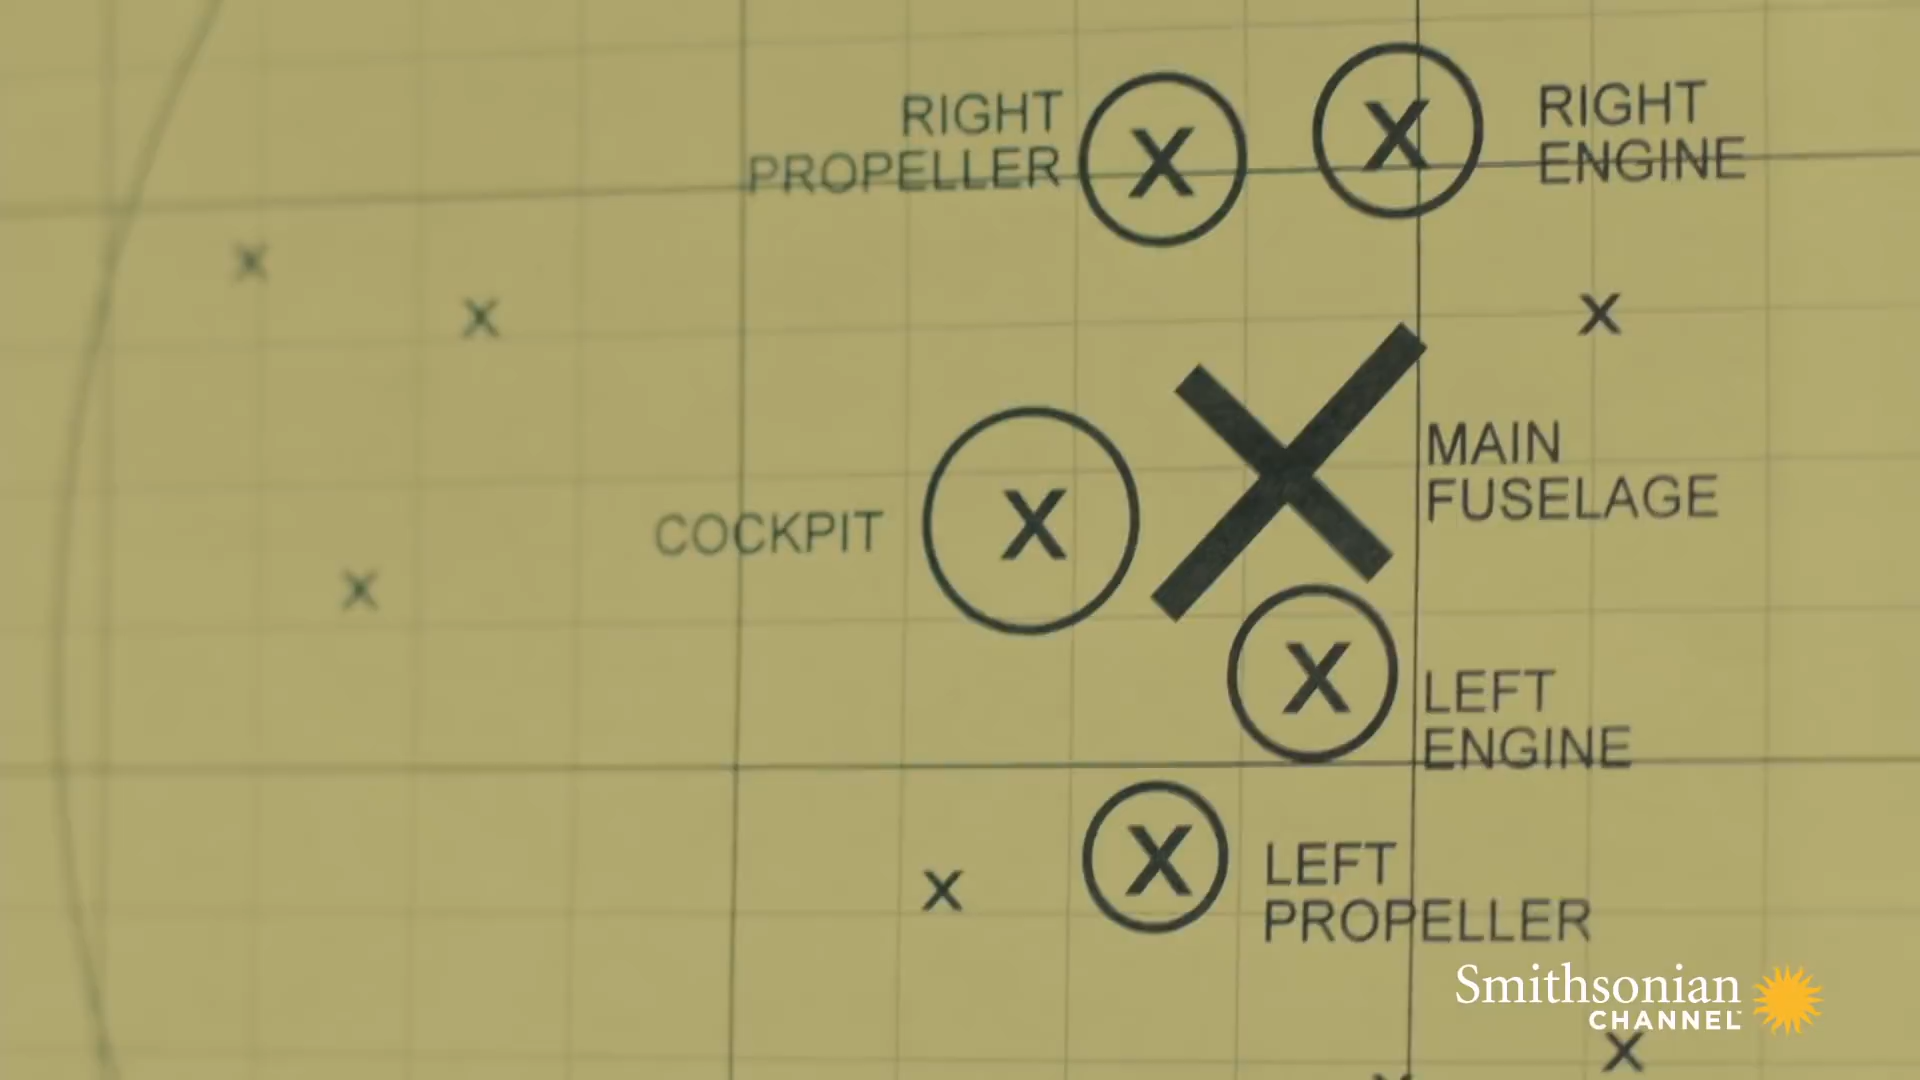 RIGHT
PROPELLER
X
X
RIGHT
ENGINE
X
X
X
MAIN
FUSELAGE
COCKPIT
X
X
X
LEFT
ENGINE
X
X
LEFT
PROPELLER
Smithsonian
CHANNEL
X